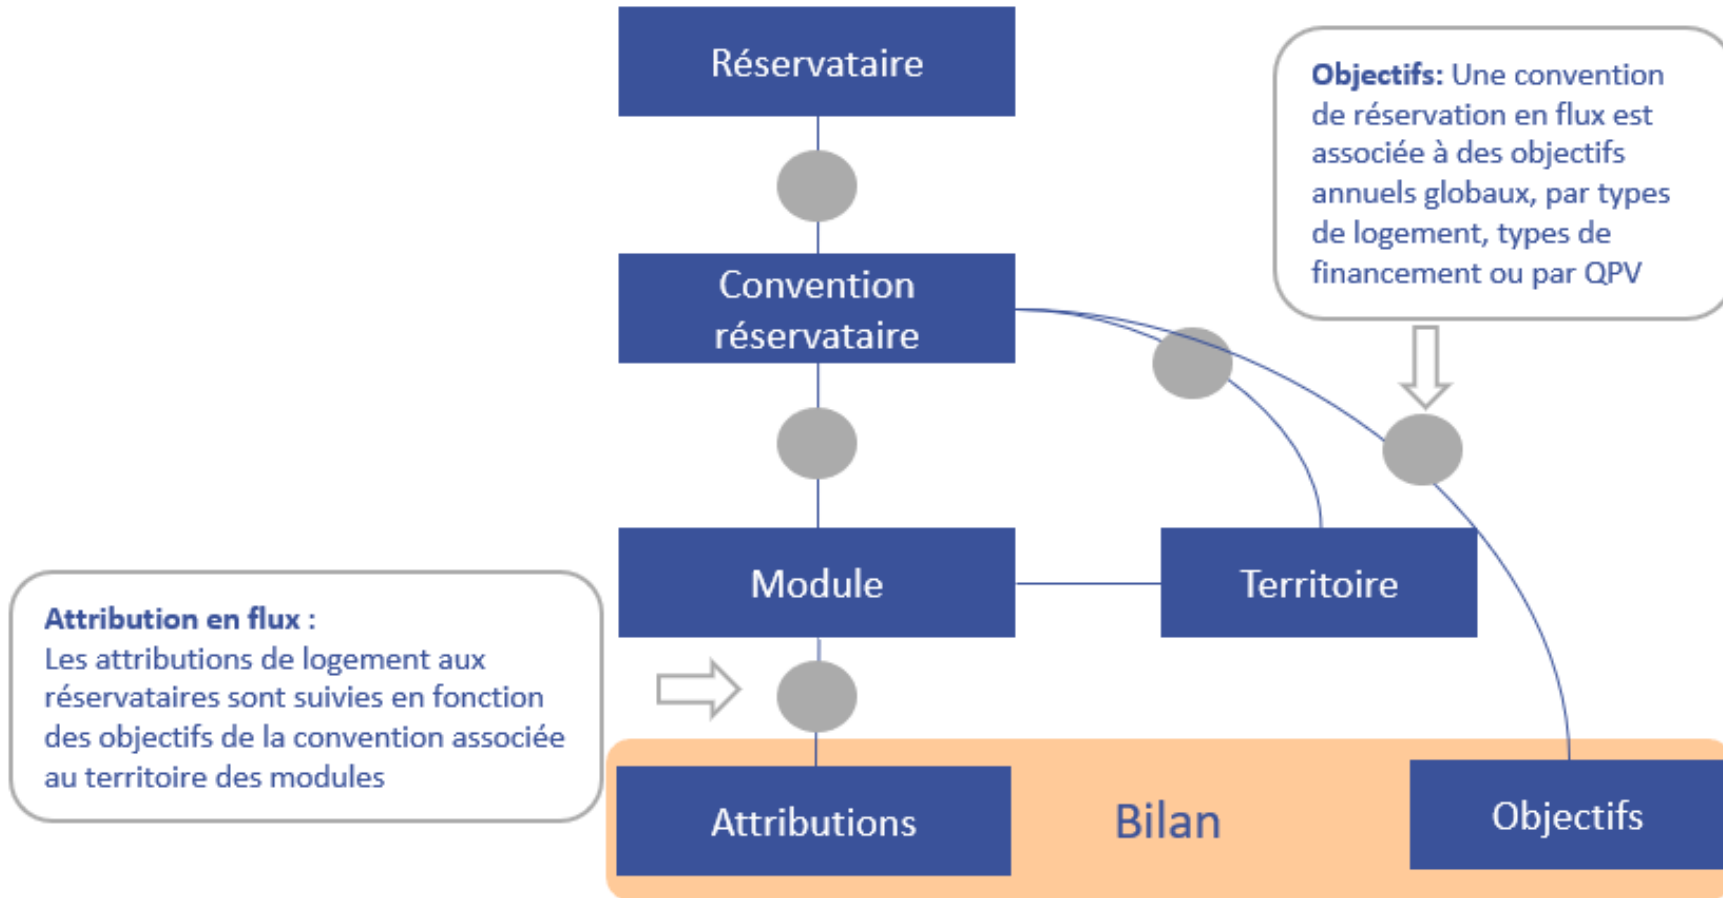 Réservataire
Objectifs: Une convention
de réservation en flux est
associée à des objectifs
annuels globaux, par types
de logement, types de
financement ou par QPV
Convention
réservataire
Module
Territoire
Attribution en flux :
Les attributions de logement aux
réservataires sont suivies en fonction
des objectifs de la convention associée
au territoire des modules
Attributions
Bilan
Objectifs